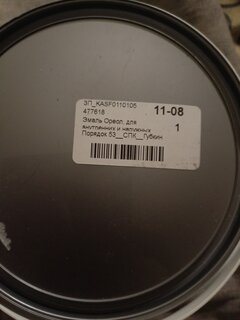 ЗП_KASF0110105
11-08
477618
Эмаль Ореол. для
внутренних и наружных
1
Порядок 53__СПК__Губкин